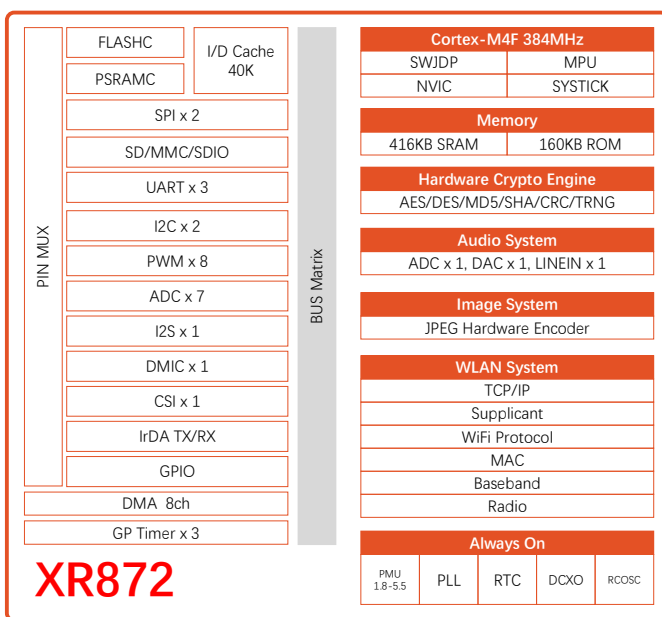 PIN MUX
FLASHC
PSRAMC
I/D Cache
40K
SPI x 2
SD/MMC/SDIO
UART x 3
I2C x 2
PWM x 8
ADC x 7
I2S x 1
DMIC x 1
CSI x 1
IrDA TX/RX
GPIO
DMA 8ch
GP Timer x 3
XR872
BUS Matrix
Cortex-M4F 384MHz
SWJDP MPU
NVIC SYSTICK
Memory
416KB SRAM 160KB ROM
Hardware Crypto Engine
AES/DES/MD5/SHA/CRC/TRNG
Audio System
ADC x 1, DAC x 1, LINEIN x 1
Image System
JPEG Hardware Encoder
WLAN System
TCP/IP
Supplicant
WiFi Protocol
MAC
Baseband
Radio
Always On
PMU
1.8-5.5
PLL
RTC
DCXO
RCOSC